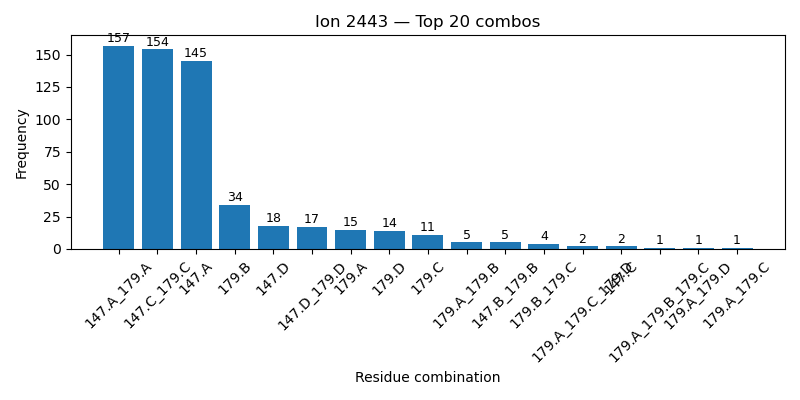 Ion 2443 — Top 20 combos
Frequency
150
125
100
75
50
25
0
157
154
145
34
18
17
15
14
11
5
5
4
2
2
1
1
1
147.A_179.A
147.C_179.C
147.A
179.B
147.D
147.D_179.D
179.A
179.D
179.C
179.A_179.B
147.B_179.B
179.B_179.C
179.A_179.C_179.D
147.C
179.A_179.B_179.C
179.A_179.D
179.A_179.C
Residue combination